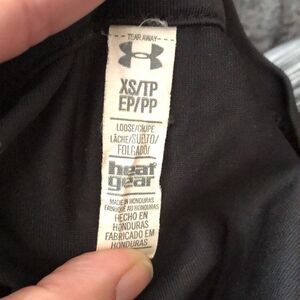 TEAR AWAY
XS/TP
EP/PP
LOOSE/COUPE
LÂCHE/SUELTO/
FOLGADO/
heat
gear
MADE IN HONDURAS
FABRIQUÉ AU HONDURAS
HECHO EN
HONDURAS
FABRICADO EM
HONDURAS